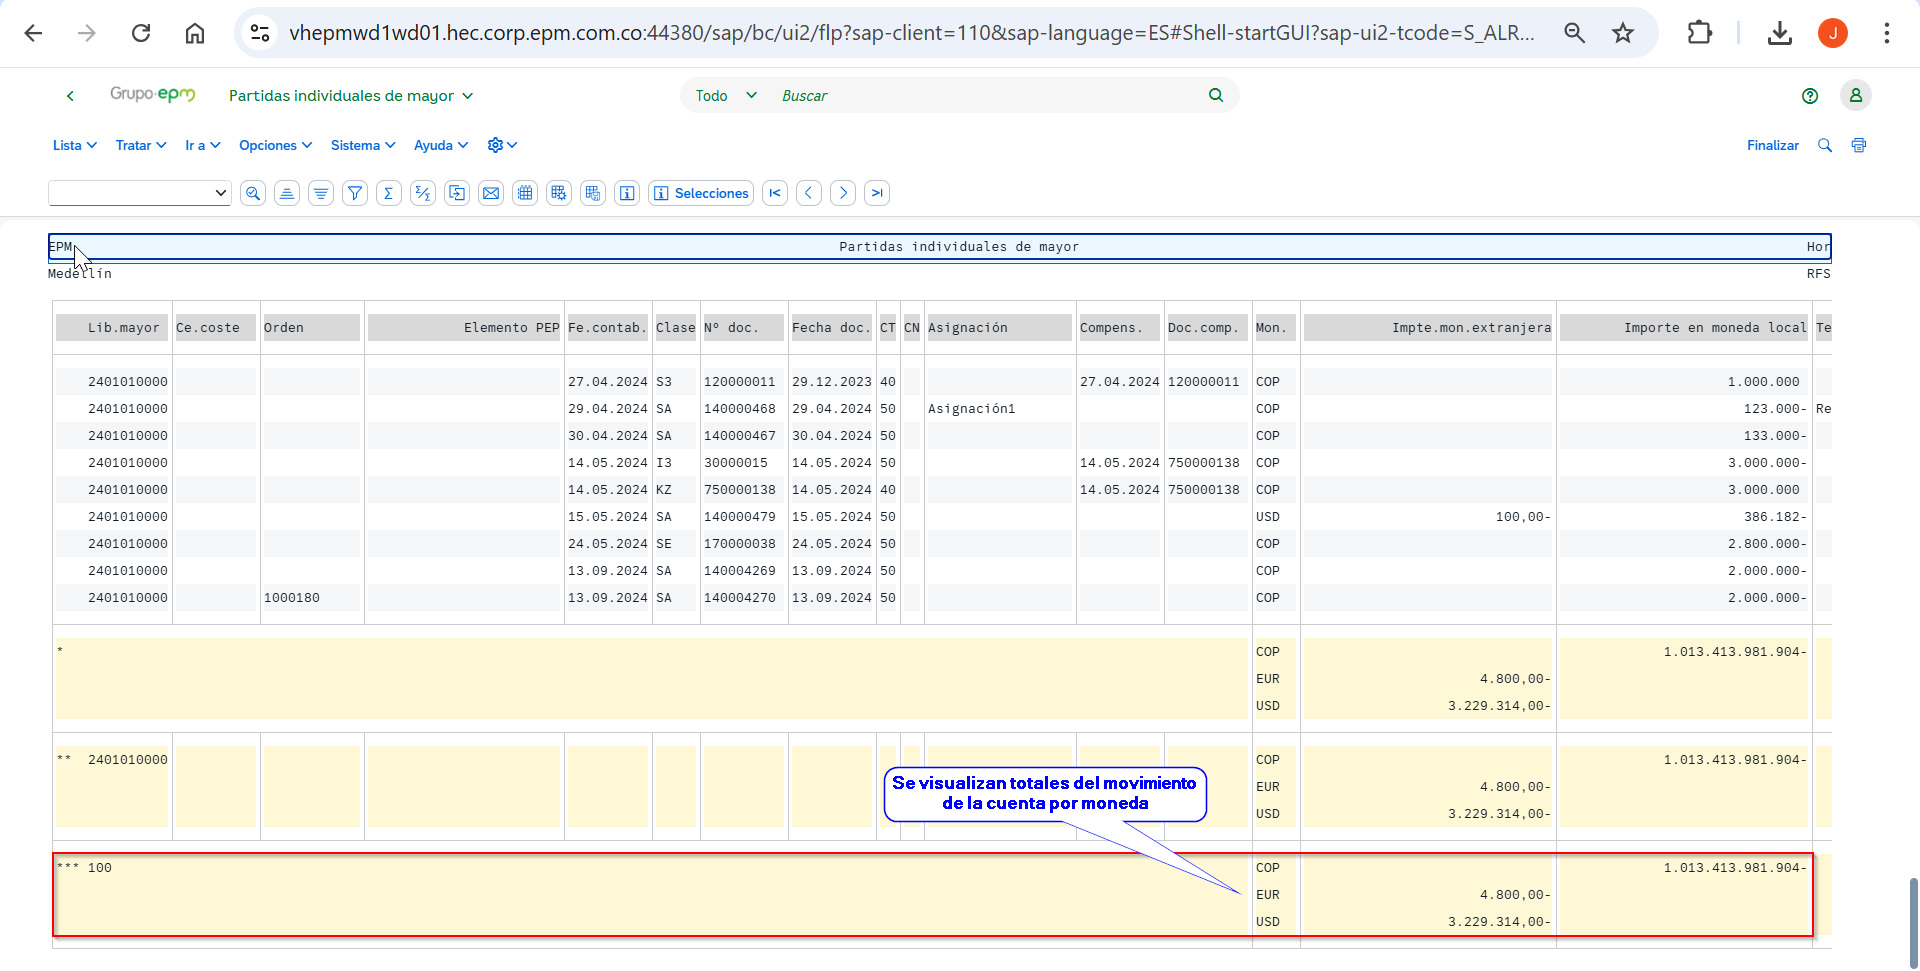 vhepmwd1wd01.hec.corp.epm.com.co:44380/sap/bc/ui2/flp?sap-client=110&sap-language=ES#Shell-startGUI?sap-ui2-tcode=S_ALR...
J
Grupo·epm Partidas individuales de mayor Todo Buscar
Lista Tratar Ir a Opciones Sistema Ayuda Finalizar
Selecciones
EPM Partidas individuales de mayor Hor
Medellín RFS
Lib.mayor Ce.coste Orden Elemento PEP Fe.contab. Clase Nº doc. Fecha doc. CT CN Asignación Compens. Doc.comp. Mon. Impte.mon.extranjera Importe en moneda local Te
2401010000 27.04.2024 S3 120000011 29.12.2023 40 27.04.2024 120000011 COP 1.000.000
2401010000 29.04.2024 SA 140000468 29.04.2024 50 Asignación1 COP 123.000- Re
2401010000 30.04.2024 SA 140000467 30.04.2024 50 COP 133.000-
2401010000 14.05.2024 I3 30000015 14.05.2024 50 14.05.2024 750000138 COP 3.000.000-
2401010000 14.05.2024 KZ 750000138 14.05.2024 40 14.05.2024 750000138 COP 3.000.000
2401010000 15.05.2024 SA 140000479 15.05.2024 50 USD 100,00- 386.182-
2401010000 24.05.2024 SE 170000038 24.05.2024 50 COP 2.800.000-
2401010000 13.09.2024 SA 140004269 13.09.2024 50 COP 2.000.000-
2401010000 1000180 13.09.2024 SA 140004270 13.09.2024 50 COP 2.000.000-
* COP 1.013.413.981.904-
EUR 4.800,00-
USD 3.229.314,00-
** 2401010000 COP 1.013.413.981.904-
EUR 4.800,00-
USD 3.229.314,00-
Se visualizan totales del movimiento
de la cuenta por moneda
*** 100 COP 1.013.413.981.904-
EUR 4.800,00-
USD 3.229.314,00-